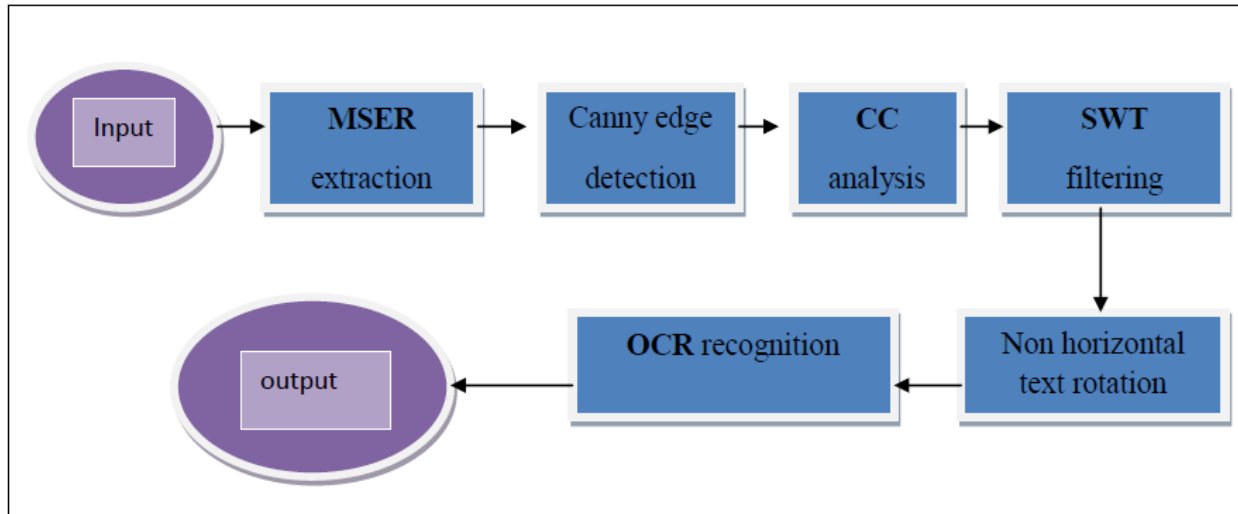 Input
MSER
extraction
Canny edge
detection
CC
analysis
SWT
filtering
Non horizontal
text rotation
OCR recognition
output